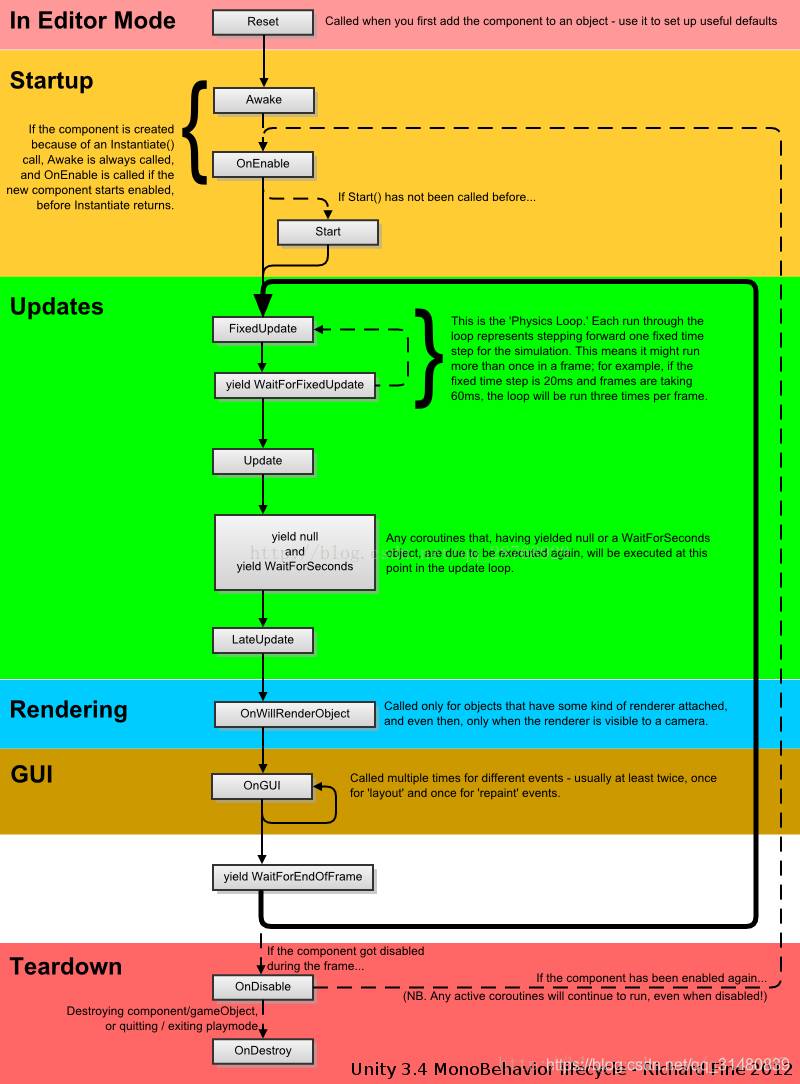 In Editor Mode
Reset
Called when you first add the component to an object - use it to set up useful defaults
Startup
Awake
If the component is created
because of an Instantiate()
call, Awake is always called,
and OnEnable is called if the
new component starts enabled,
before Instantiate returns.
OnEnable
If Start() has not been called before...
Start
Updates
FixedUpdate
This is the 'Physics Loop.' Each run through the
loop represents stepping forward one fixed time
step for the simulation. This means it might run
more than once in a frame; for example, if the
fixed time step is 20ms and frames are taking
60ms, the loop will be run three times per frame.
yield WaitForFixedUpdate
Update
yield null
and
yield WaitForSeconds
Any coroutines that, having yielded null or a WaitForSeconds
object, are due to be executed again, will be executed at this
point in the update loop.
http://blog.csdn.net/
LateUpdate
Rendering
OnWillRenderObject
Called only for objects that have some kind of renderer attached,
and even then, only when the renderer is visible to a camera.
GUI
OnGUI
Called multiple times for different events - usually at least twice, once
for 'layout' and once for 'repaint' events.
yield WaitForEndOfFrame
Teardown
If the component got disabled
during the frame...
OnDisable
If the component has been enabled again...
(NB. Any active coroutines will continue to run, even when disabled!)
Destroying component/gameObject,
or quitting / exiting playmode
OnDestroy
Unity 3.4 MonoBehavior lifecycle - Richard Fine 2012
https://blog.csdn.net/qq_31480839